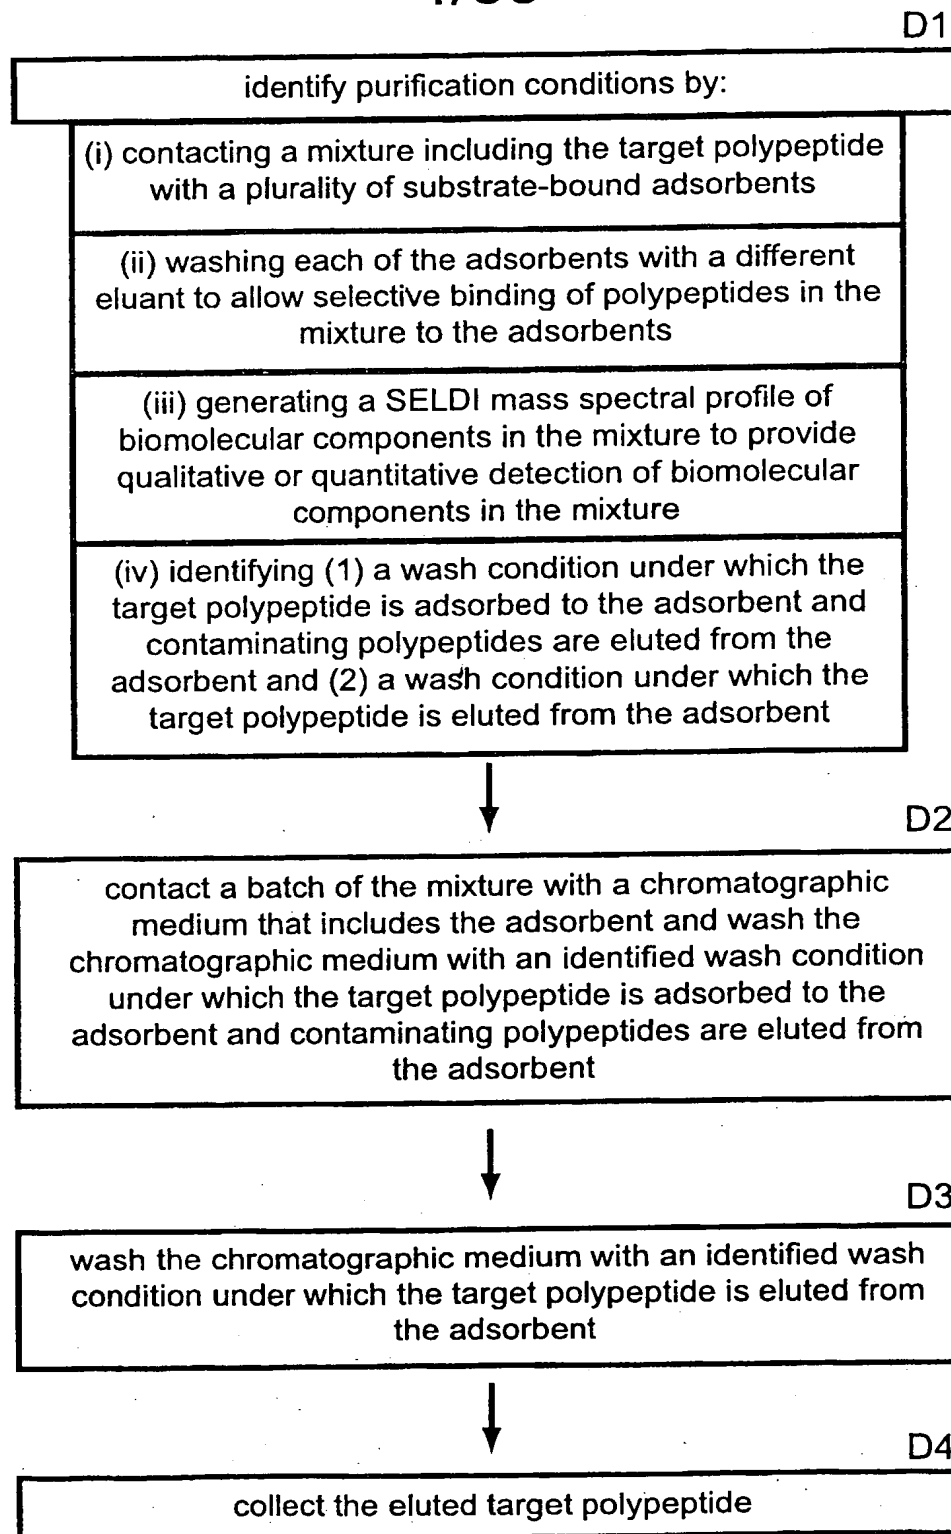 D1
identify purification conditions by:
(i) contacting a mixture including the target polypeptide
with a plurality of substrate-bound adsorbents
(ii) washing each of the adsorbents with a different
eluant to allow selective binding of polypeptides in the
mixture to the adsorbents
(iii) generating a SELDI mass spectral profile of
biomolecular components in the mixture to provide
qualitative or quantitative detection of biomolecular
components in the mixture
(iv) identifying (1) a wash condition under which the
target polypeptide is adsorbed to the adsorbent and
contaminating polypeptides are eluted from the
adsorbent and (2) a wash condition under which the
target polypeptide is eluted from the adsorbent
D2
contact a batch of the mixture with a chromatographic
medium that includes the adsorbent and wash the
chromatographic medium with an identified wash condition
under which the target polypeptide is adsorbed to the
adsorbent and contaminating polypeptides are eluted from
the adsorbent
D3
wash the chromatographic medium with an identified wash
condition under which the target polypeptide is eluted from
the adsorbent
D4
collect the eluted target polypeptide